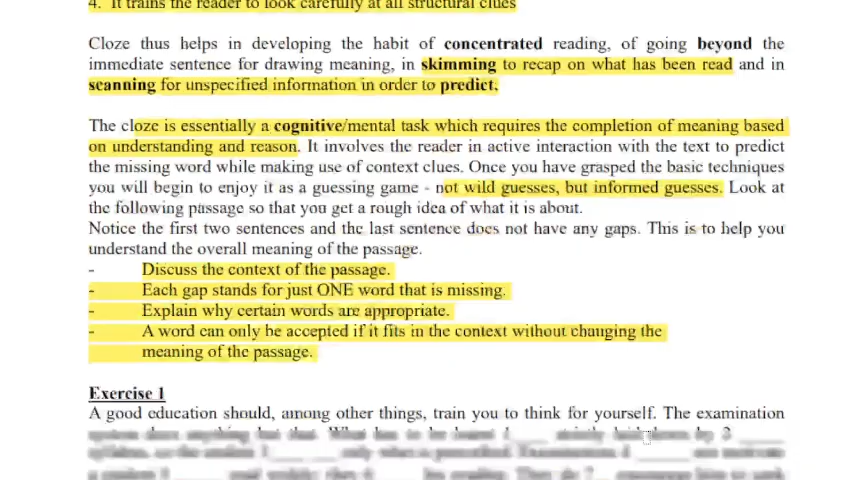 4. It trains the reader to look carefully at all structural clues
Cloze thus helps in developing the habit of concentrated reading, of going beyond the
immediate sentence for drawing meaning, in skimming to recap on what has been read and in
scanning for unspecified information in order to predict.
The cloze is essentially a cognitive/mental task which requires the completion of meaning based
on understanding and reason. It involves the reader in active interaction with the text to predict
the missing word while making use of context clues. Once you have grasped the basic techniques
you will begin to enjoy it as a guessing game - not wild guesses, but informed guesses. Look at
the following passage so that you get a rough idea of what it is about.
Notice the first two sentences and the last sentence does not have any gaps. This is to help you
understand the overall meaning of the passage.
- Discuss the context of the passage.
- Each gap stands for just ONE word that is missing.
- Explain why certain words are appropriate.
- A word can only be accepted if it fits in the context without changing the
meaning of the passage.
Exercise 1
A good education should, among other things, train you to think for yourself. The examination